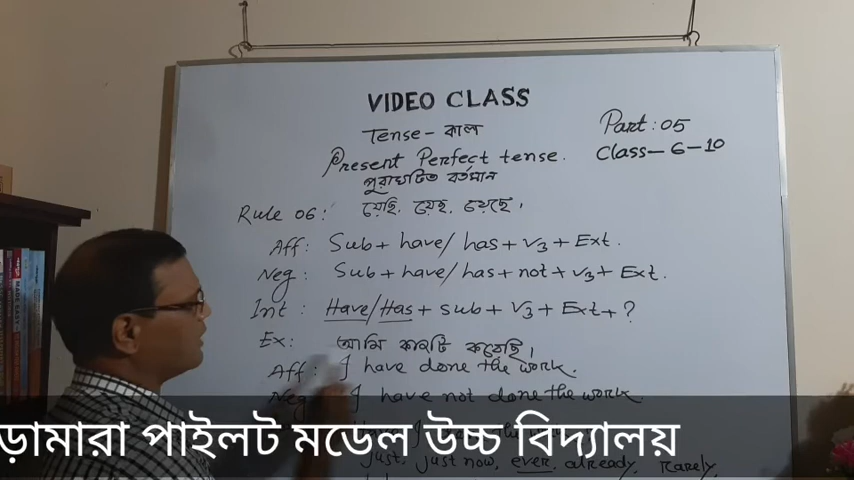 VIDEO CLASS
Tense - কাল
Part: 05
Present Perfect tense.
Class- 6-10
পুরাঘটিত বর্তমান
Rule 06: য়েছি, য়েছ, য়েছে,
Aff: Sub + have/has + V3 + Ext.
Neg: Sub + have/has + not + V3 + Ext.
Int: Have/Has + sub + V3 + Ext + ?
Ex: আমি কাজটি করেছি।
Aff: I have done the work.
Neg I have not done the work
ড়ামারা পাইলট মডেল উচ্চ বিদ্যালয়
just, just now, ever, already, Rarely,